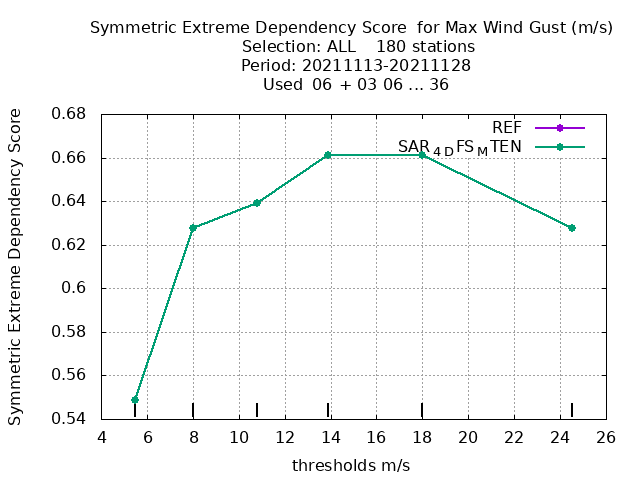 Symmetric Extreme Dependency Score  for Max Wind Gust (m/s)
Selection: ALL    180 stations
Period: 20211113-20211128
Used  06 + 03 06 ... 36
Symmetric Extreme Dependency Score
0.68
0.66
0.64
0.62
0.6
0.58
0.56
0.54
REF
SAR4DFSMTEN
4 6 8 10 12 14 16 18 20 22 24 26
thresholds m/s